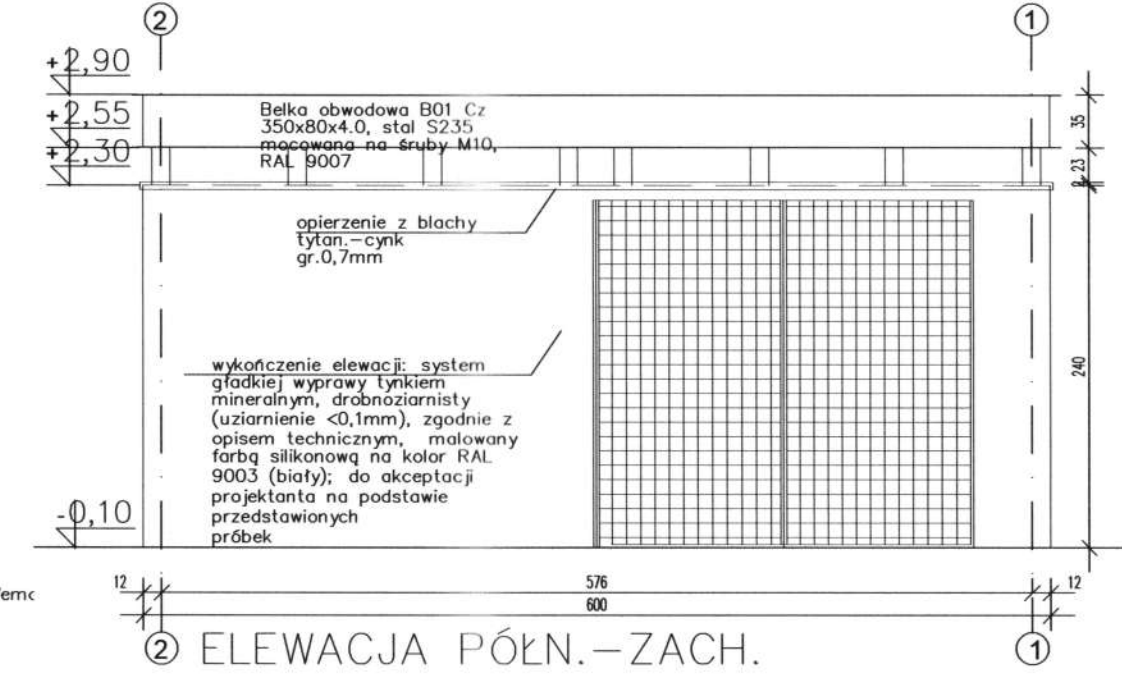 2 1
+2,90
+2,55
+2,30
Belka obwodowa B01 Cz
350x80x4.0, stal S235
mocowana na śruby M10,
RAL 9007
35
23
2
opierzenie z blachy
tytan.-cynk
gr.0,7mm
wykończenie elewacji: system
gładkiej wyprawy tynkiem
mineralnym, drobnoziarnisty
(uziarnienie <0,1mm), zgodnie z
opisem technicznym, malowany
farbą silikonową na kolor RAL
9003 (biały); do akceptacji
projektanta na podstawie
przedstawionych
próbek
240
-0,10
12 576 12
600
2 ELEWACJA PÓŁN.-ZACH. 1